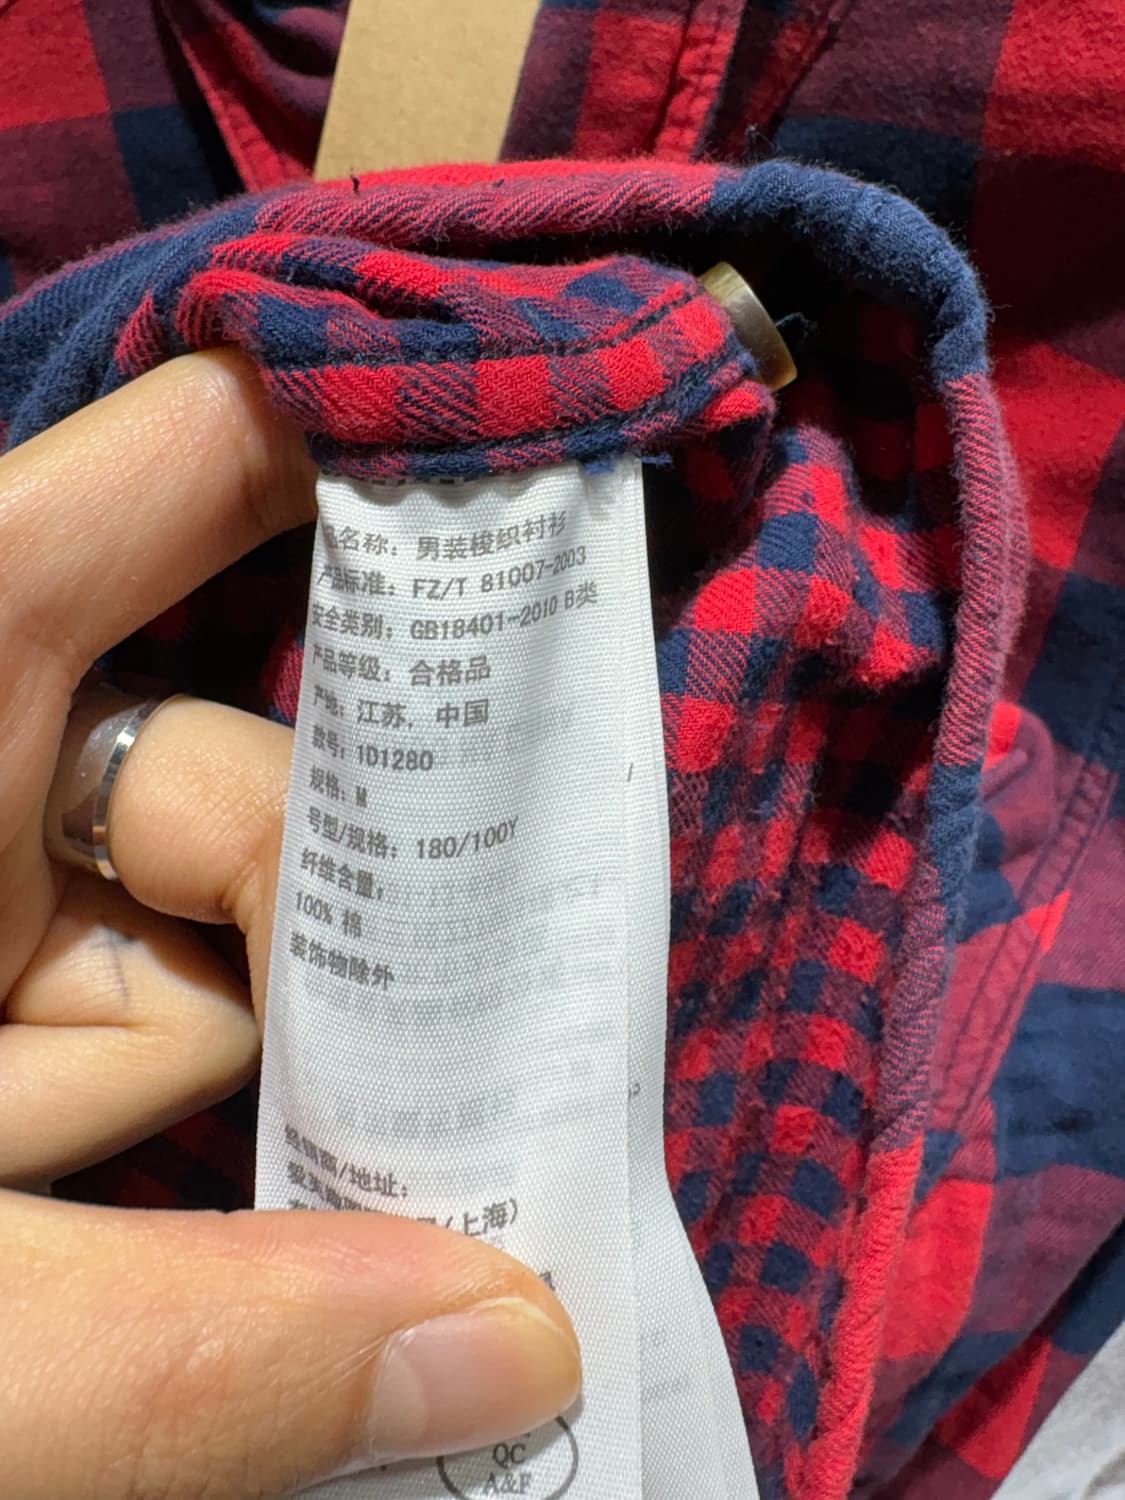 品名称：男装梭织衬衫
产品标准：FZ/T 81007-2003
安全类别：GB18401-2010 B类
产品等级：合格品
产地：江苏，中国
款号：1D1280
规格：M
号型/规格：180/100Y
纤维含量：
100% 棉
装饰物除外
经销商/地址：
(上海)
QC
A&F